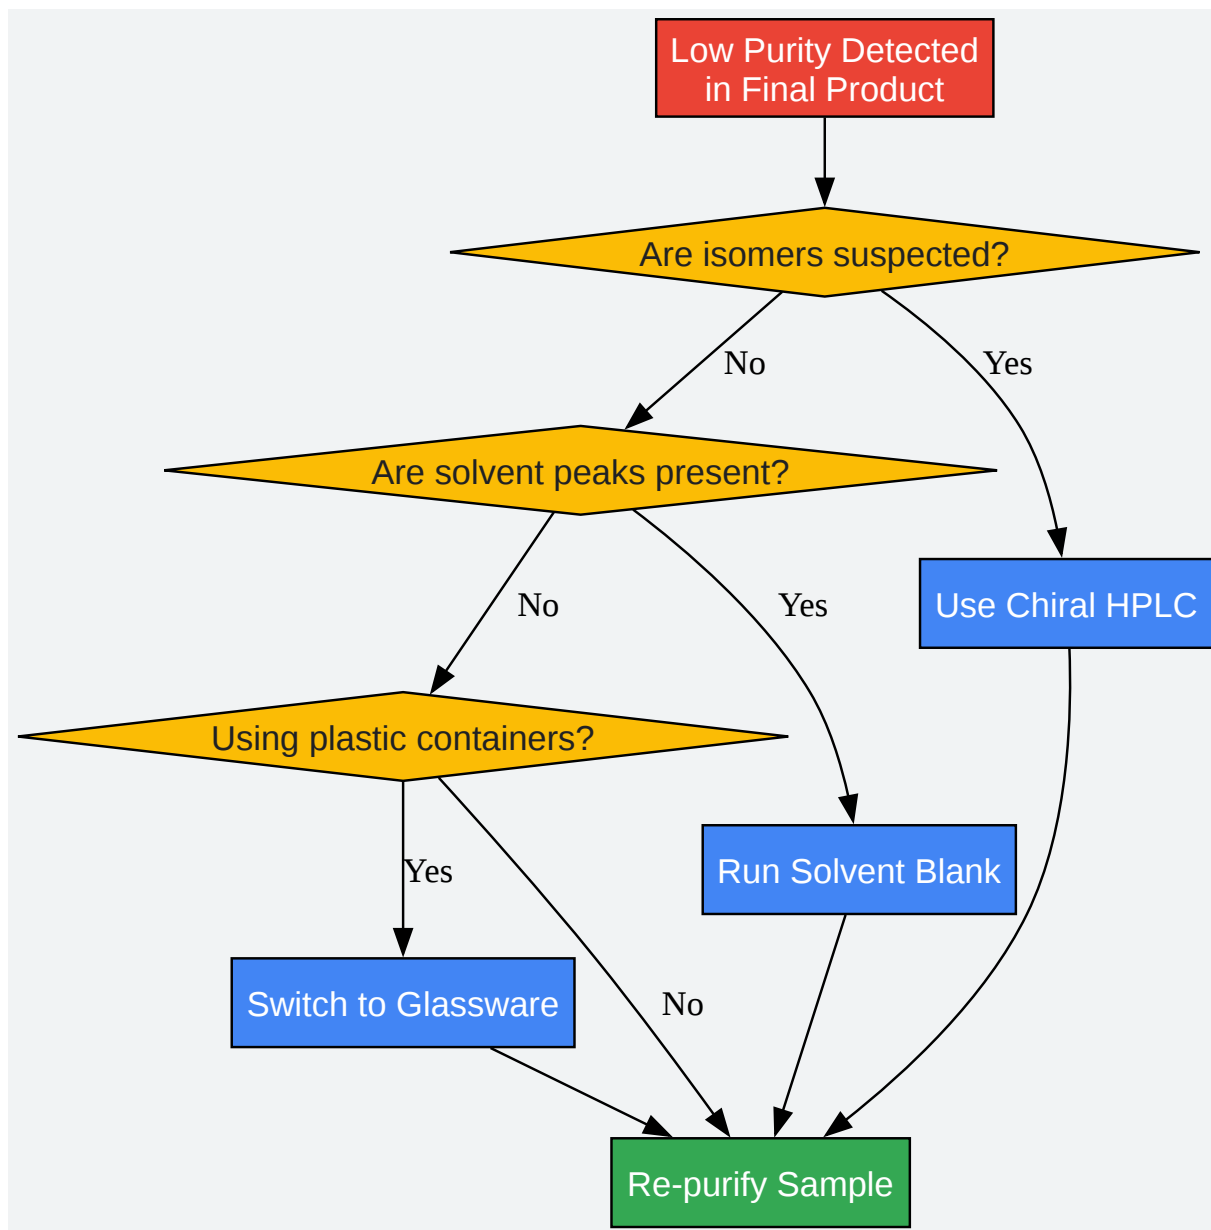 Low Purity Detected
in Final Product
Are isomers suspected?
No
Yes
Are solvent peaks present?
No
Yes
Use Chiral HPLC
Using plastic containers?
Yes
Run Solvent Blank
Switch to Glassware
No
Re-purify Sample